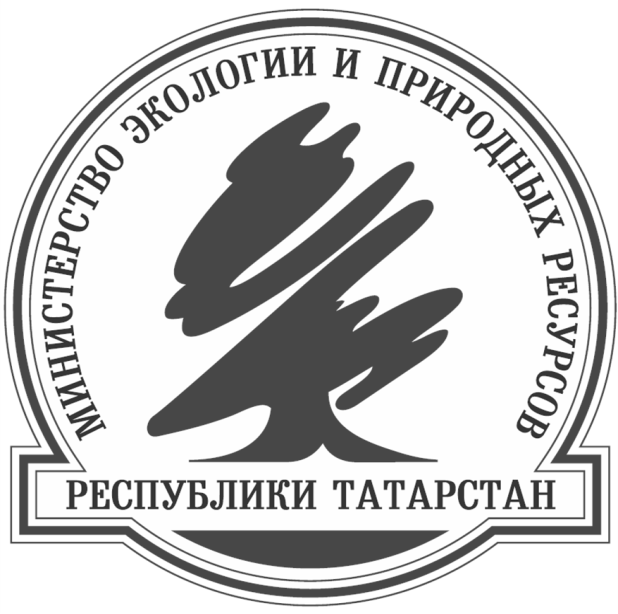 МИНИСТЕРСТВО ЭКОЛОГИИ И ПРИРОДНЫХ РЕСУРСОВ
РЕСПУБЛИКИ ТАТАРСТАН